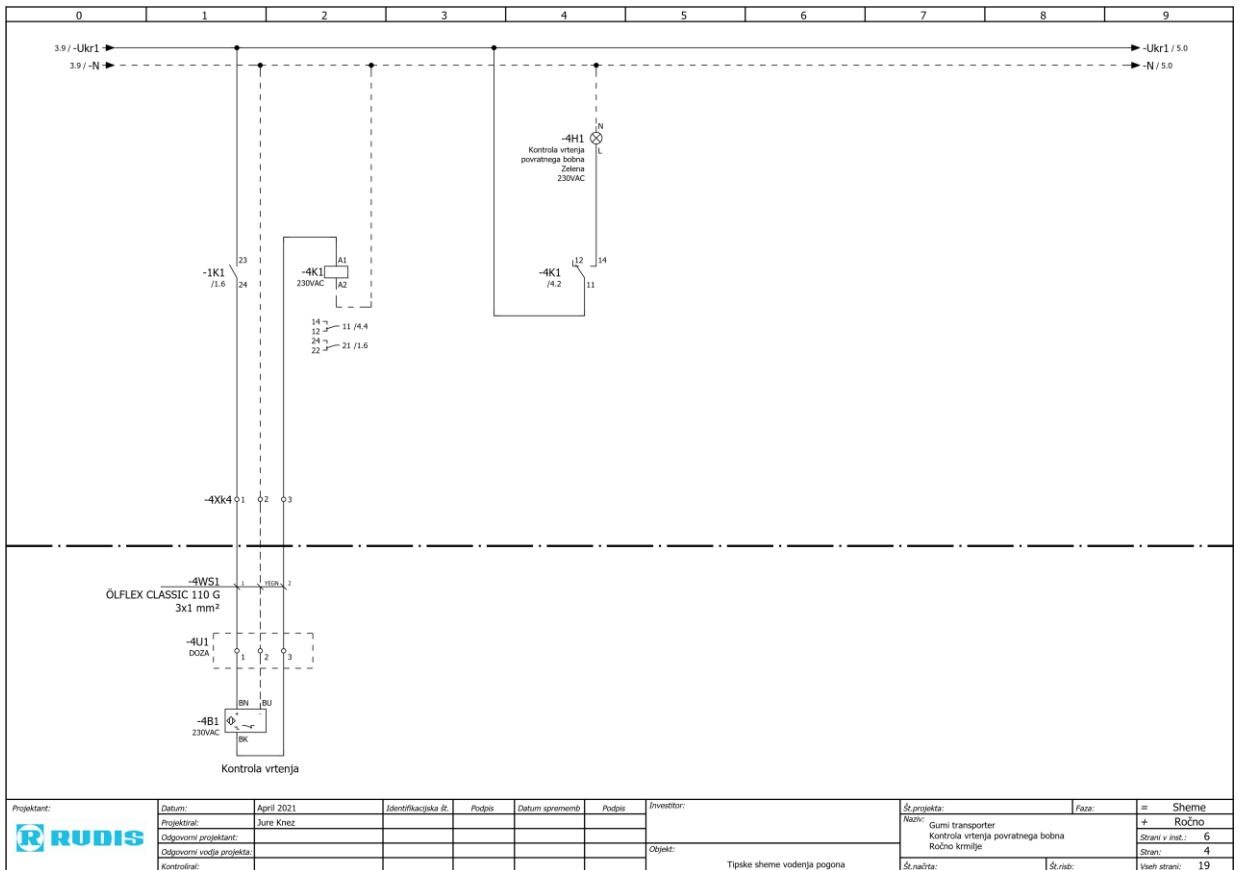 0 1 2 3 4 5 6 7 8 9
3.9 / -Ukr1 -Ukr1 / 5.0
3.9 / -N -N / 5.0
-4H1 N
L
Kontrola vrtenja
povratnega bobna
Zelena
230VAC
-1K1 23
/1.6 24
-4K1 A1
230VAC A2
14
12 11 /4.4
24
22 21 /1.6
-4K1 12 14
/4.2 11
-4Xk4 1 2 3
-4WS1 1 YEGN 2
ÖLFLEX CLASSIC 110 G
3x1 mm²
-4U1
DOZA 1 2 3
BN BU
-4B1 + -
230VAC
BK
Kontrola vrtenja
Projektant:
RUDIS
Datum: April 2021 Identifikacijska št. Podpis Datum sprememb Podpis
Projektiral: Jure Knez
Odgovorni projektant:
Odgovorni vodja projekta:
Kontroliral:
Investitor:
Objekt:
Tipske sheme vodenja pogona
Št.projekta: Faza:
Naziv: Gumi transporter
Kontrola vrtenja povratnega bobna
Ročno krmilje
Št.načrta: Št.risb:
= Sheme
+ Ročno
Strani v inst.: 6
Stran: 4
Vseh strani: 19